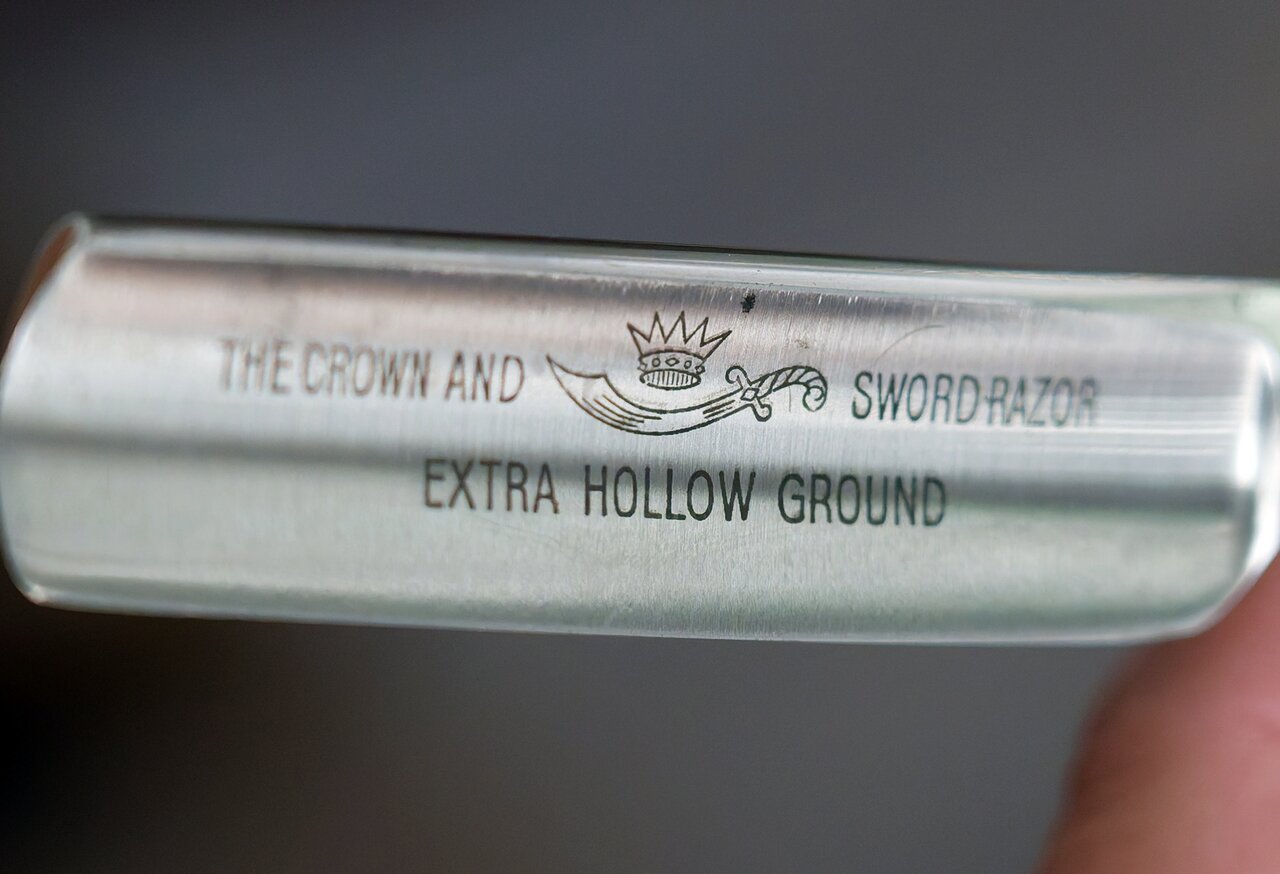 THE CROWN AND SWORD-RAZOR
EXTRA HOLLOW GROUND